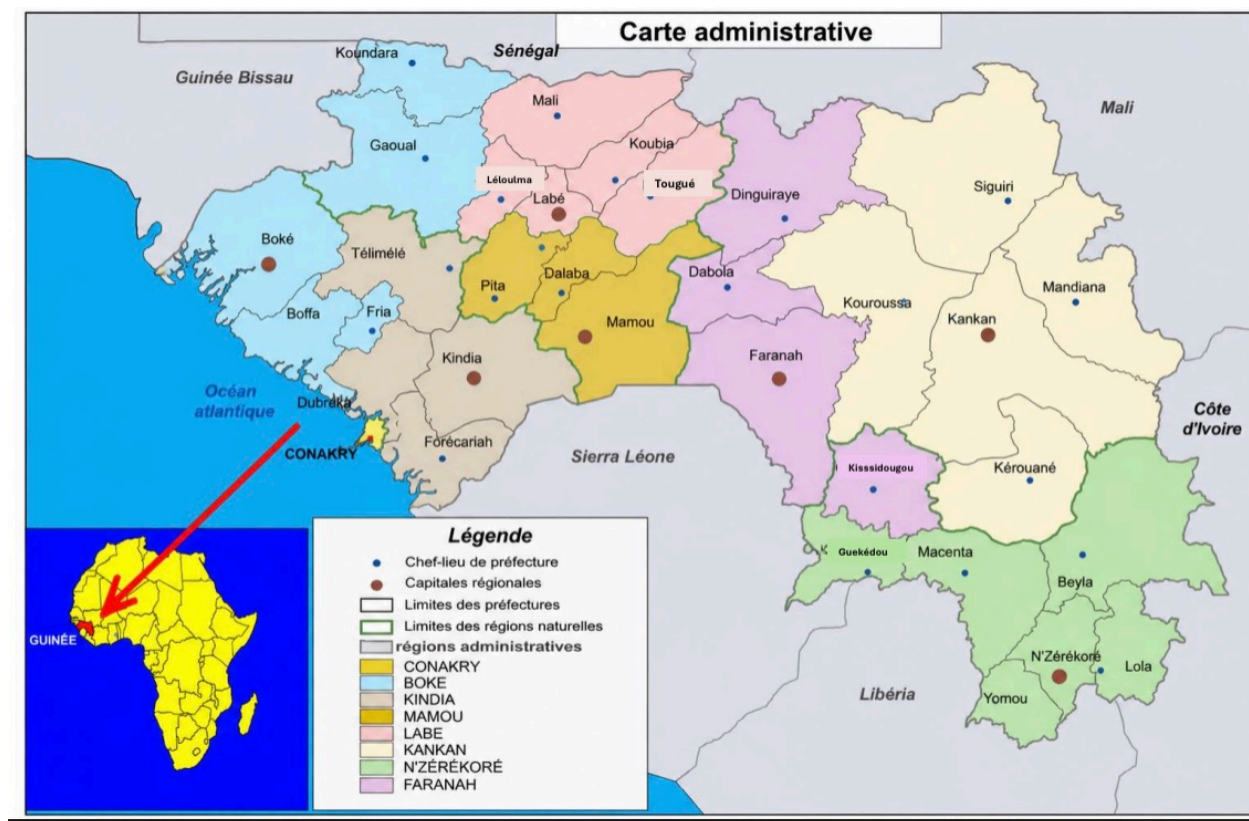 Carte administrative
Koundara
Sénégal
Guinée Bissau
Mali
Mali
Gaoual
Koubia
Léloulma
Tougué
Labé
Dinguiraye
Siguiri
Boké
Télimélé
Dalaba
Dabola
Pita
Mandiana
Boffa
Fria
Kouroussa
Mamou
Kankan
Kindia
Faranah
Océan
atlantique
Dubréka
Côte
d'Ivoire
Forécariah
CONAKRY
Sierra Léone
Kisssidougou
Kérouané
Légende
Chef-lieu de préfecture
Capitales régionales
Limites des préfectures
Limites des régions naturelles
régions administratives
CONAKRY
BOKE
KINDIA
MAMOU
LABE
KANKAN
N'ZÉRÉKORÉ
FARANAH
GUINÉE
Guekédou
Macenta
Beyla
N'Zérékoré
Lola
Yomou
Libéria